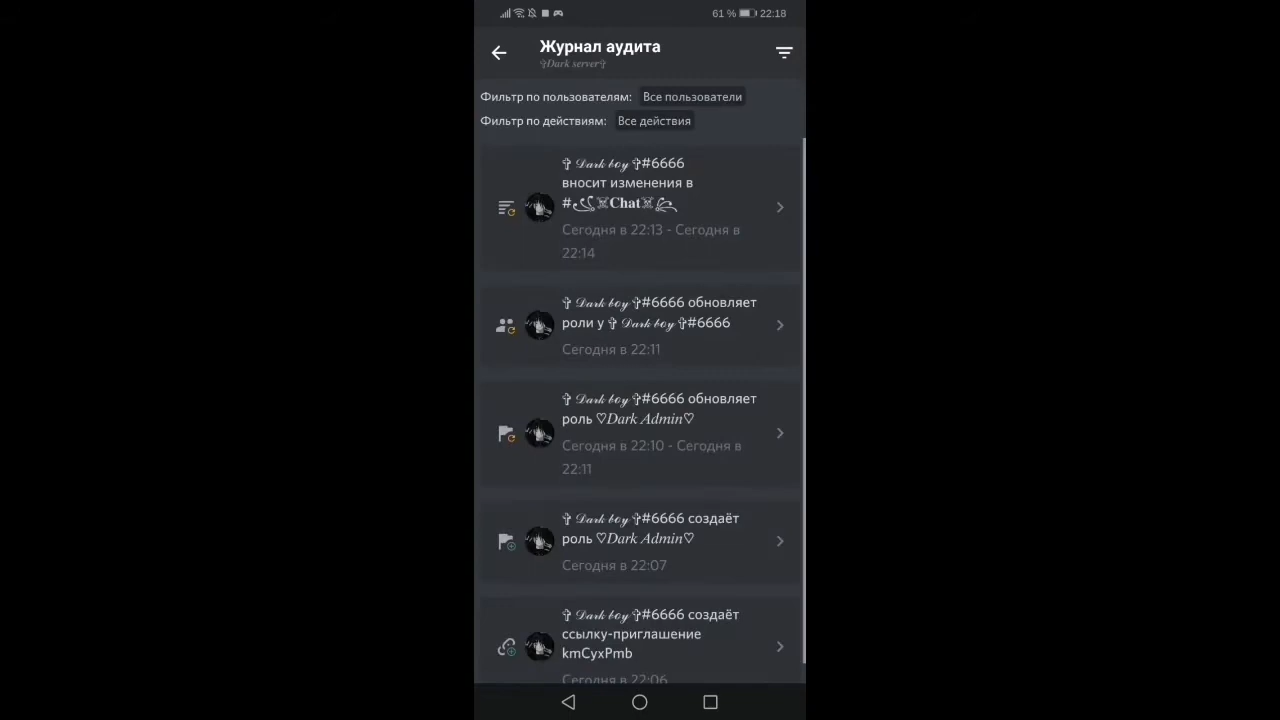 61 % 22:18
Журнал аудита
✞𝐷𝑎𝑟𝑘 𝑠𝑒𝑟𝑣𝑒𝑟✞
Фильтр по пользователям: Все пользователи
Фильтр по действиям: Все действия
✞ 𝒟𝒶𝓇𝓀 𝒷ℴ𝓎 ✞#6666
вносит изменения в
#꧁☠𝐂𝐡𝐚𝐭☠꧂
Сегодня в 22:13 - Сегодня в
22:14
✞ 𝒟𝒶𝓇𝓀 𝒷ℴ𝓎 ✞#6666 обновляет
роли у ✞ 𝒟𝒶𝓇𝓀 𝒷ℴ𝓎 ✞#6666
Сегодня в 22:11
✞ 𝒟𝒶𝓇𝓀 𝒷ℴ𝓎 ✞#6666 обновляет
роль ♡𝐷𝑎𝑟𝑘 𝐴𝑑𝑚𝑖𝑛♡
Сегодня в 22:10 - Сегодня в
22:11
✞ 𝒟𝒶𝓇𝓀 𝒷ℴ𝓎 ✞#6666 создаёт
роль ♡𝐷𝑎𝑟𝑘 𝐴𝑑𝑚𝑖𝑛♡
Сегодня в 22:07
✞ 𝒟𝒶𝓇𝓀 𝒷ℴ𝓎 ✞#6666 создаёт
ссылку-приглашение
kmCyxPmb
Сегодня в 22:06